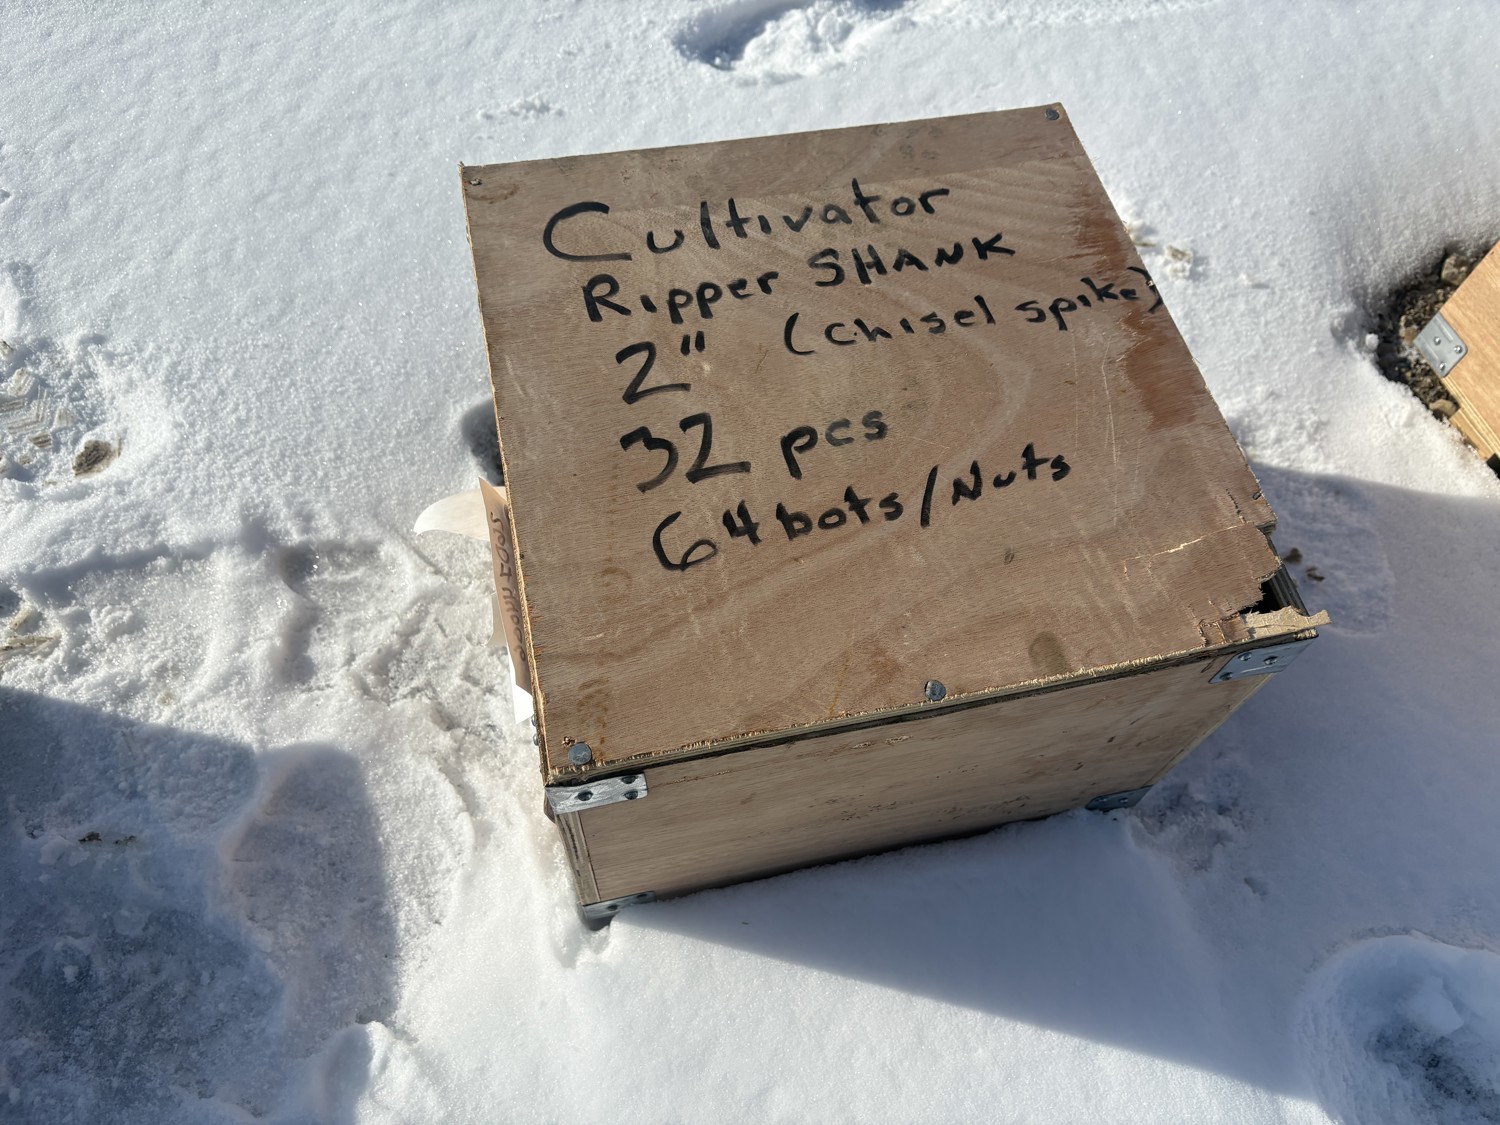 Cultivator
Ripper SHANK
2" (chisel spike)
32 pcs
64 bots/Nuts